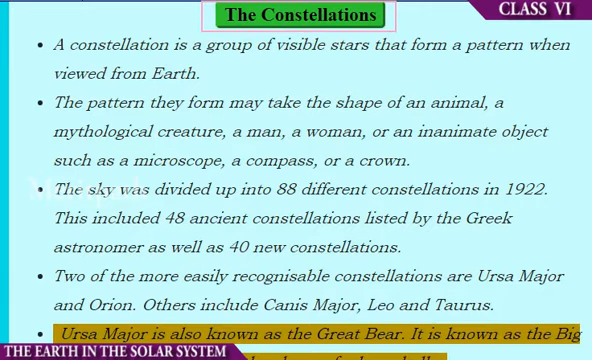 The Constellations
CLASS VI
• A constellation is a group of visible stars that form a pattern when
viewed from Earth.
• The pattern they form may take the shape of an animal, a
mythological creature, a man, a woman, or an inanimate object
such as a microscope, a compass, or a crown.
• The sky was divided up into 88 different constellations in 1922.
This included 48 ancient constellations listed by the Greek
astronomer as well as 40 new constellations.
• Two of the more easily recognisable constellations are Ursa Major
and Orion. Others include Canis Major, Leo and Taurus.
• Ursa Major is also known as the Great Bear. It is known as the Big
THE EARTH IN THE SOLAR SYSTEM